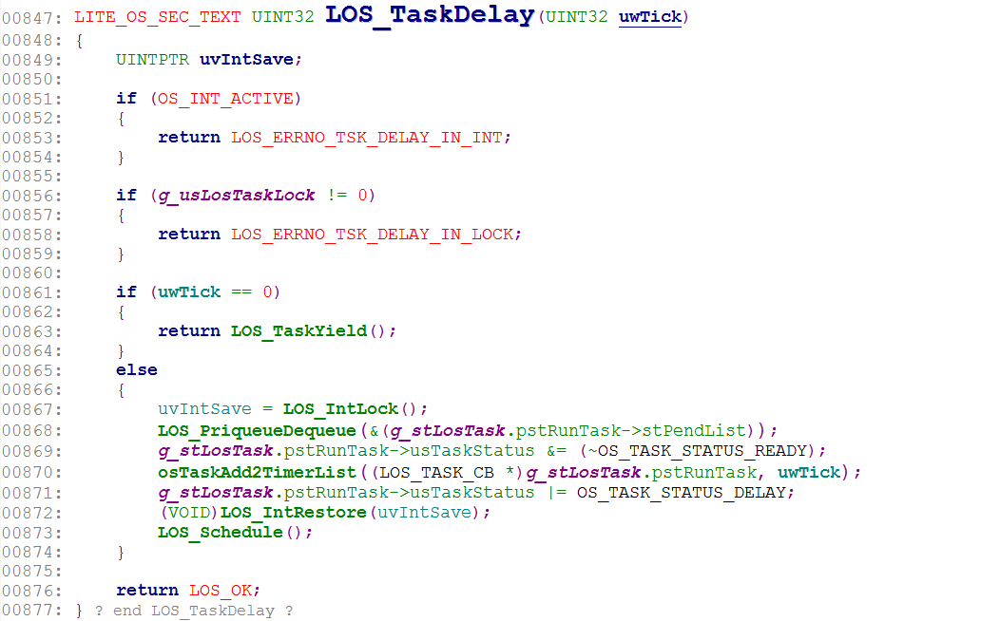 00847: LITE_OS_SEC_TEXT UINT32 LOS_TaskDelay(UINT32 uwTick)
00848: {
00849:     UINTPTR uvIntSave;
00850:
00851:     if (OS_INT_ACTIVE)
00852:     {
00853:         return LOS_ERRNO_TSK_DELAY_IN_INT;
00854:     }
00855:
00856:     if (g_usLosTaskLock != 0)
00857:     {
00858:         return LOS_ERRNO_TSK_DELAY_IN_LOCK;
00859:     }
00860:
00861:     if (uwTick == 0)
00862:     {
00863:         return LOS_TaskYield();
00864:     }
00865:     else
00866:     {
00867:         uvIntSave = LOS_IntLock();
00868:         LOS_PriqueueDequeue(&(g_stLosTask.pstRunTask->stPendList));
00869:         g_stLosTask.pstRunTask->usTaskStatus &= (~OS_TASK_STATUS_READY);
00870:         osTaskAdd2TimerList((LOS_TASK_CB *)g_stLosTask.pstRunTask, uwTick);
00871:         g_stLosTask.pstRunTask->usTaskStatus |= OS_TASK_STATUS_DELAY;
00872:         (VOID)LOS_IntRestore(uvIntSave);
00873:         LOS_Schedule();
00874:     }
00875:
00876:     return LOS_OK;
00877: } ? end LOS_TaskDelay ?